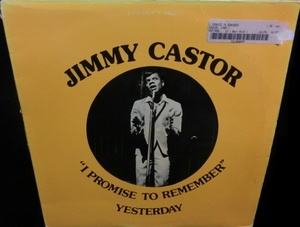 JIMMY CASTOR
"I PROMISE TO REMEMBER"
YESTERDAY